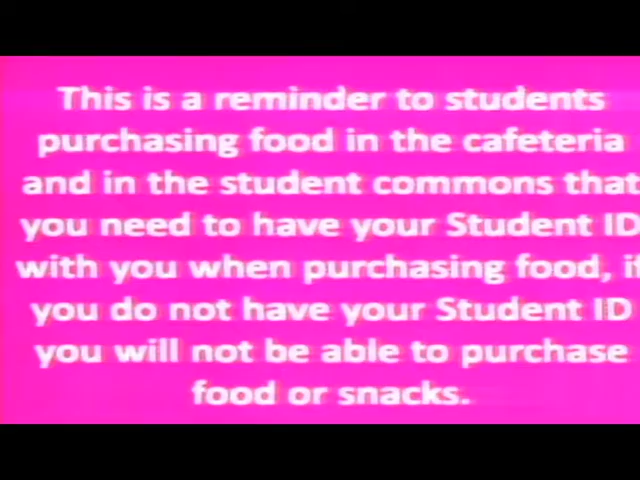 This is a reminder to students
purchasing food in the cafeteria
and in the student commons that
you need to have your Student ID
with you when purchasing food, if
you do not have your Student ID
you will not be able to purchase
food or snacks.